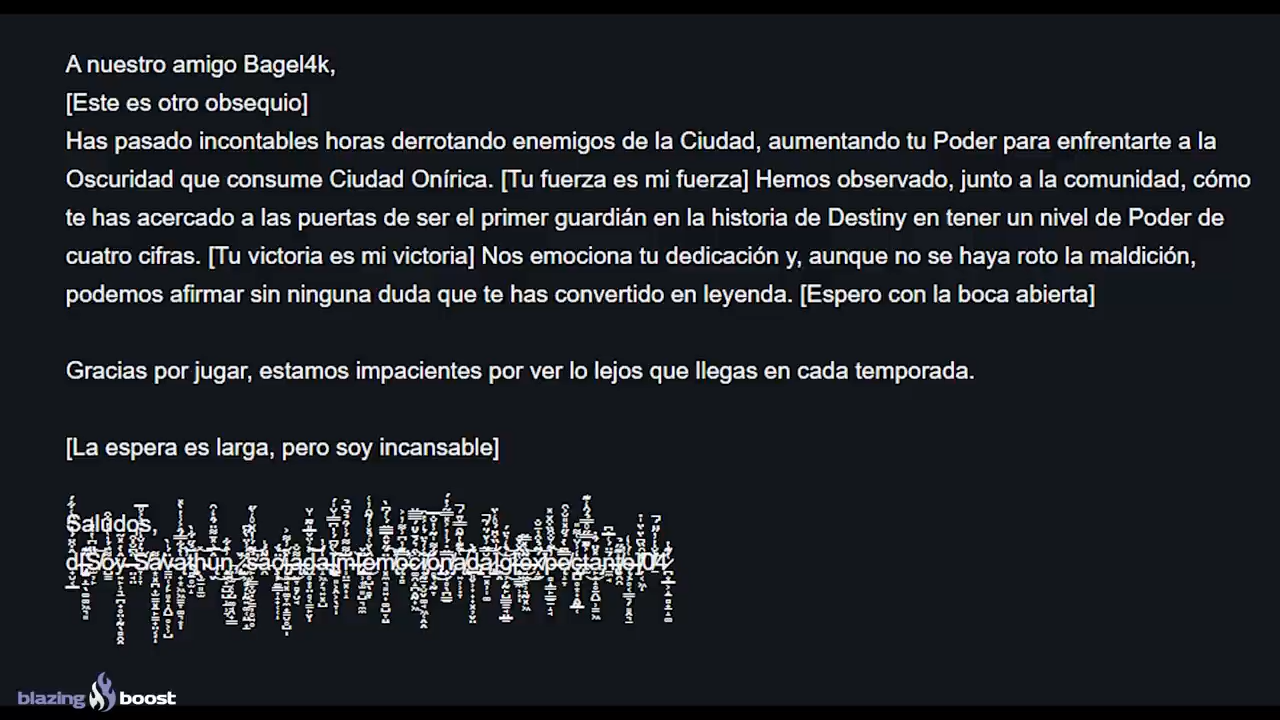 A nuestro amigo Bagel4k,
[Este es otro obsequio]
Has pasado incontables horas derrotando enemigos de la Ciudad, aumentando tu Poder para enfrentarte a la
Oscuridad que consume Ciudad Onírica. [Tu fuerza es mi fuerza] Hemos observado, junto a la comunidad, cómo
te has acercado a las puertas de ser el primer guardián en la historia de Destiny en tener un nivel de Poder de
cuatro cifras. [Tu victoria es mi victoria] Nos emociona tu dedicación y, aunque no se haya roto la maldición,
podemos afirmar sin ninguna duda que te has convertido en leyenda. [Espero con la boca abierta]
Gracias por jugar, estamos impacientes por ver lo lejos que llegas en cada temporada.
[La espera es larga, pero soy incansable]
Saludos,
Soy Savathun
blazing boost